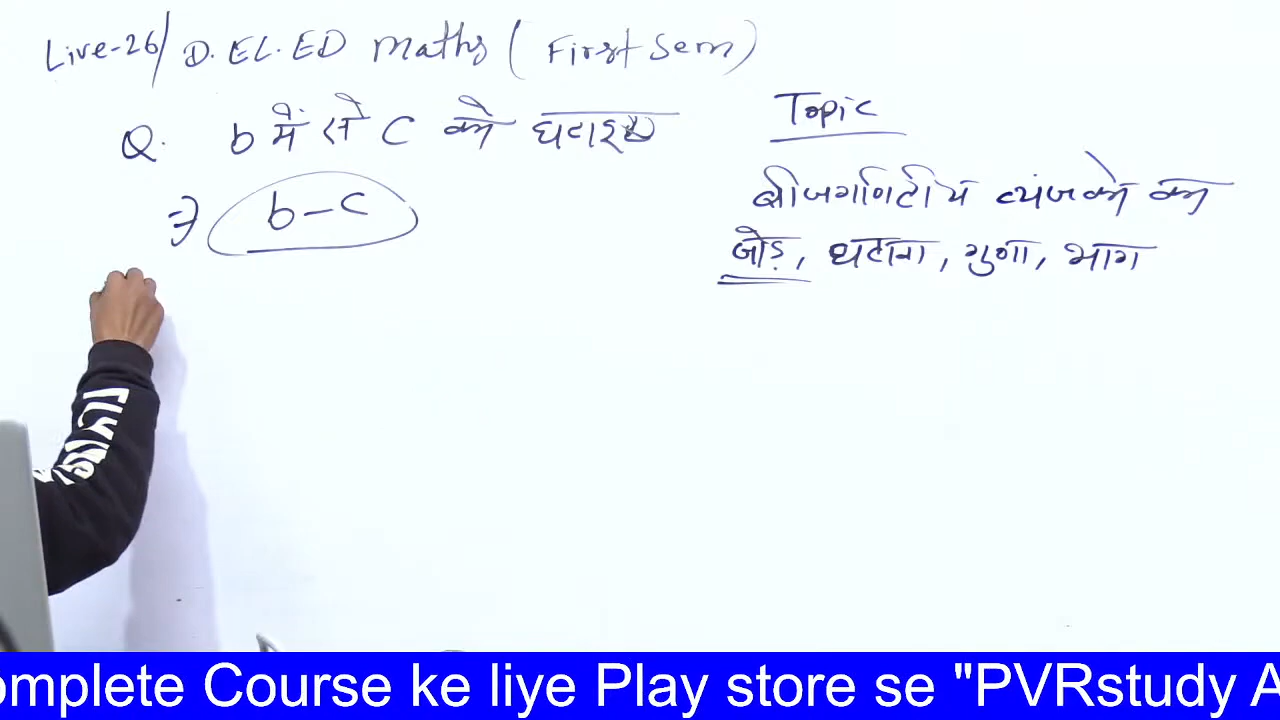 Live-26/ D.EL.ED Maths (First Sem)
Q. b में से c को घटाइए
⇒ b-c
Topic
बीजगणितीय व्यंजको का
जोड़, घटाना, गुणा, भाग
omplete Course ke liye Play store se "PVRstudy A